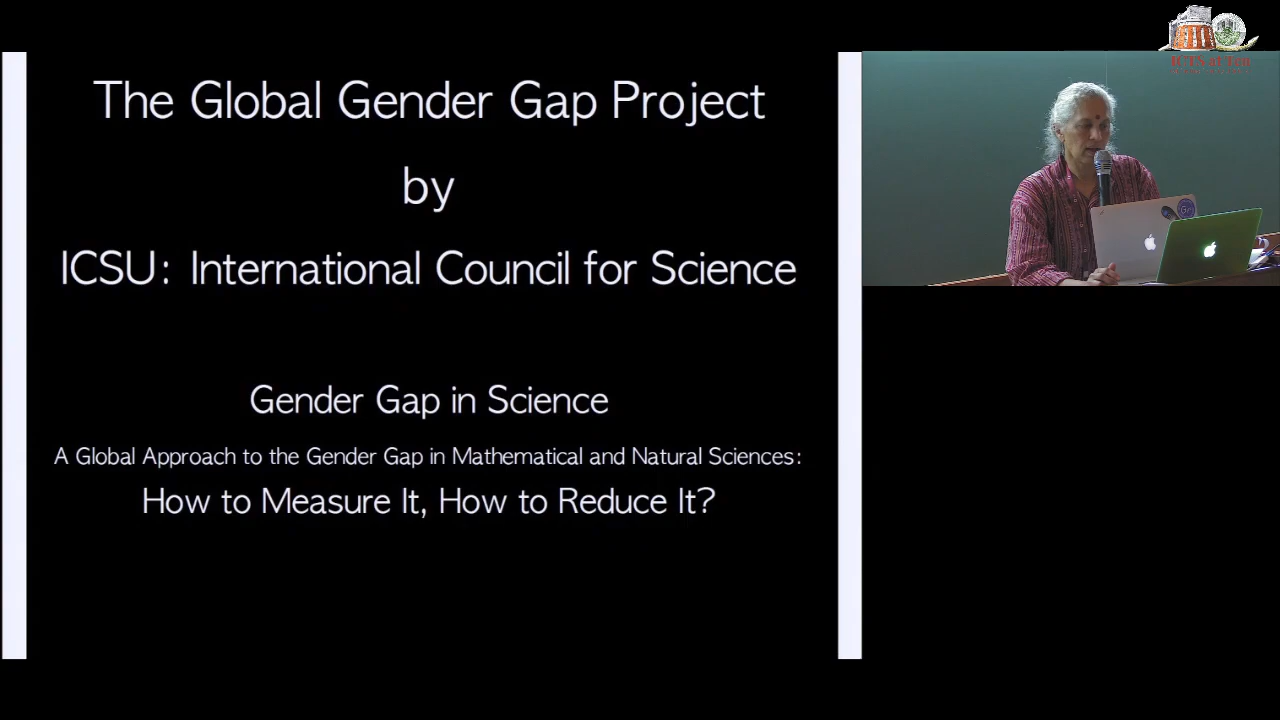 The Global Gender Gap Project
by
ICSU: International Council for Science
Gender Gap in Science
A Global Approach to the Gender Gap in Mathematical and Natural Sciences:
How to Measure It, How to Reduce It?